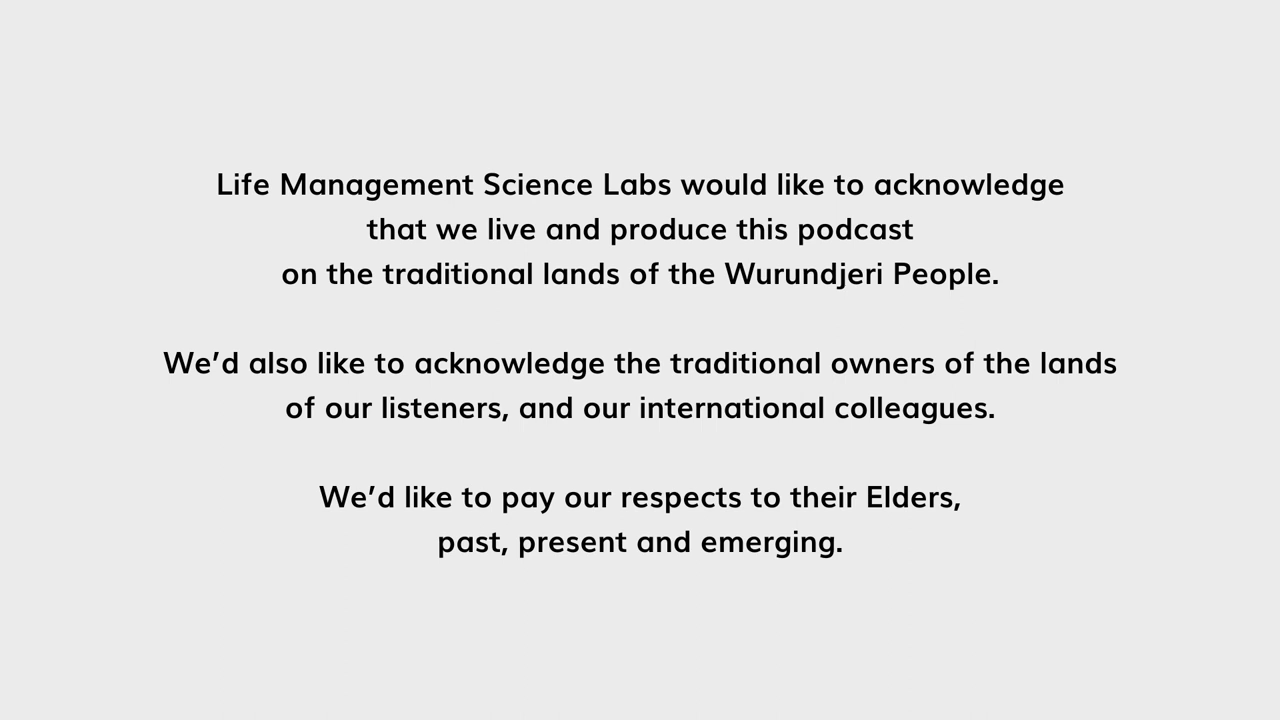 Life Management Science Labs would like to acknowledge
that we live and produce this podcast
on the traditional lands of the Wurundjeri People.
We’d also like to acknowledge the traditional owners of the lands
of our listeners, and our international colleagues.
We’d like to pay our respects to their Elders,
past, present and emerging.